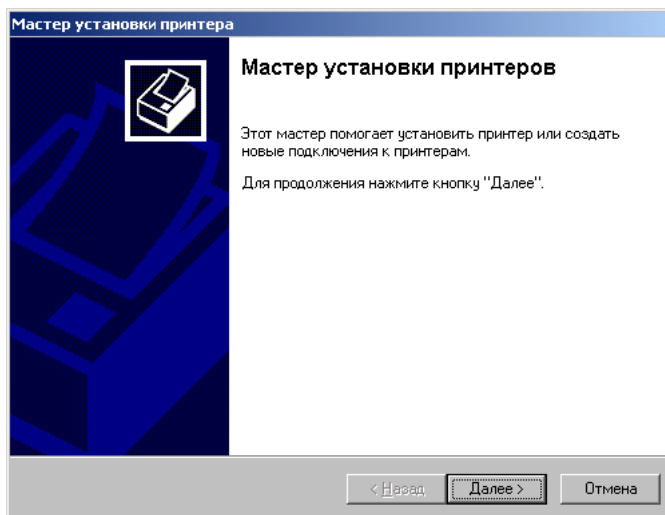 Мастер установки принтера
Мастер установки принтеров
Этот мастер помогает установить принтер или создать
новые подключения к принтерам.
Для продолжения нажмите кнопку "Далее".
< Назад
Далее >
Отмена